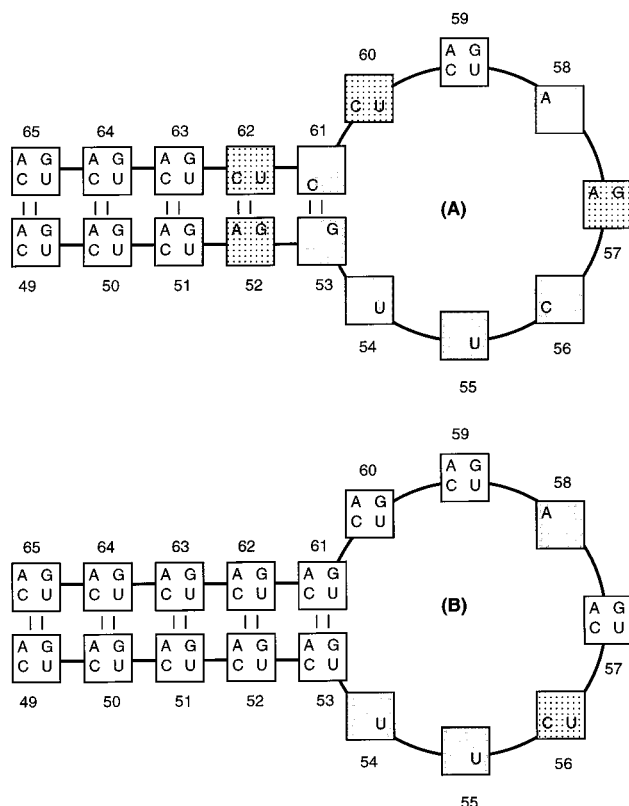 59
A G
C U
60
C U
58
A
65 64 63 62 61
A G A G A G C U C
C U C U C U
(A)
A G
57
A G A G A G A G G
C U C U C U
49 50 51 52 53
U
54
U
55
C
56
59
A G
C U
60
A G
C U
58
A
65 64 63 62 61
A G A G A G A G A G
C U C U C U C U C U
(B)
A G
C U
57
A G A G A G A G A G
C U C U C U C U C U
49 50 51 52 53
U
54
U
55
C U
56